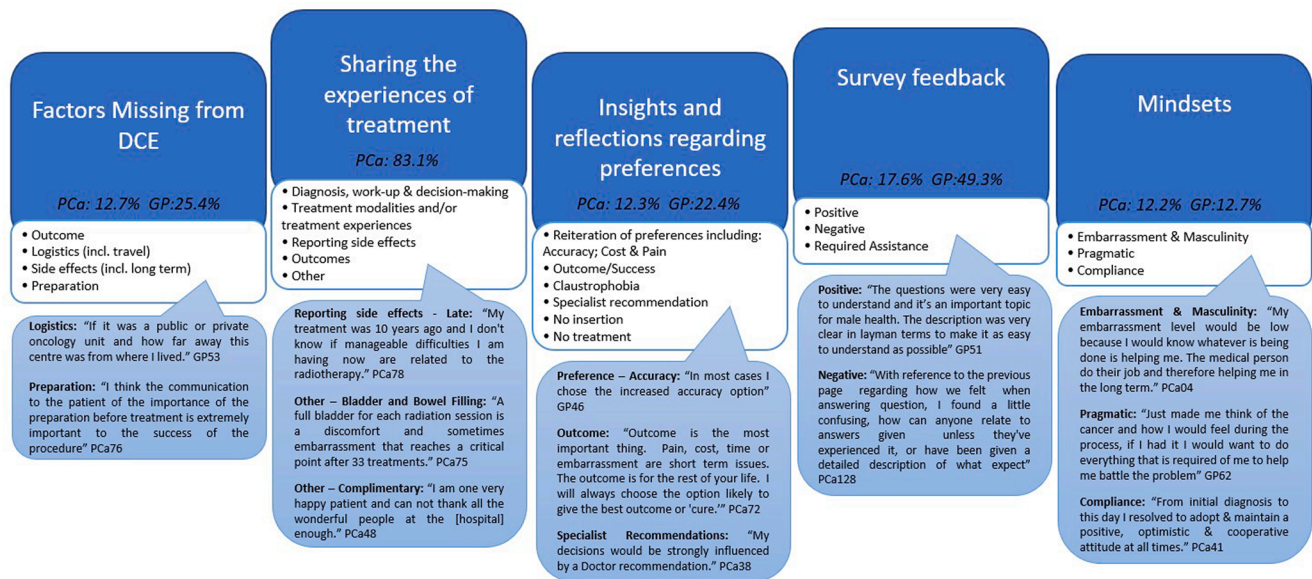 Factors Missing from
DCE
PCa: 12.7% GP:25.4%
• Outcome
• Logistics (incl. travel)
• Side effects (incl. long term)
• Preparation
Logistics: “If it was a public or private
oncology unit and how far away this
centre was from where I lived.” GP53
Preparation: “I think the communication
to the patient of the importance of the
preparation before treatment is extremely
important to the success of the
procedure” PCa76
Sharing the
experiences of
treatment
PCa: 83.1%
• Diagnosis, work-up & decision-making
• Treatment modalities and/or
treatment experiences
• Reporting side effects
• Outcomes
• Other
Reporting side effects - Late: “My
treatment was 10 years ago and I don't
know if manageable difficulties I am
having now are related to the
radiotherapy.” PCa78
Other – Bladder and Bowel Filling: “A
full bladder for each radiation session is
a discomfort and sometimes
embarrassment that reaches a critical
point after 33 treatments.” PCa75
Other – Complimentary: “I am one very
happy patient and can not thank all the
wonderful people at the [hospital]
enough.” PCa48
Insights and
reflections regarding
preferences
PCa: 12.3% GP:22.4%
• Reiteration of preferences including:
Accuracy; Cost & Pain
• Outcome/Success
• Claustrophobia
• Specialist recommendation
• No insertion
• No treatment
Preference – Accuracy: “In most cases I
chose the increased accuracy option”
GP46
Outcome: “Outcome is the most
important thing. Pain, cost, time or
embarrassment are short term issues.
The outcome is for the rest of your life. I
will always choose the option likely to
give the best outcome or 'cure.’” PCa72
Specialist Recommendations: “My
decisions would be strongly influenced
by a Doctor recommendation.” PCa38
Survey feedback
PCa: 17.6% GP:49.3%
• Positive
• Negative
• Required Assistance
Positive: “The questions were very easy
to understand and it’s an important topic
for male health. The description was very
clear in layman terms to make it as easy
to understand as possible” GP51
Negative: “With reference to the previous
page regarding how we felt when
answering question, I found a little
confusing, how can anyone relate to
answers given unless they've
experienced it, or have been given a
detailed description of what expect”
PCa128
Mindsets
PCa: 12.2% GP:12.7%
• Embarrassment & Masculinity
• Pragmatic
• Compliance
Embarrassment & Masculinity: “My
embarrassment level would be low
because I would know whatever is being
done is helping me. The medical person
do their job and therefore helping me in
the long term.” PCa04
Pragmatic: “Just made me think of the
cancer and how I would feel during the
process, if I had it I would want to do
everything that is required of me to help
me battle the problem” GP62
Compliance: “From initial diagnosis to
this day I resolved to adopt & maintain a
positive, optimistic & cooperative
attitude at all times.” PCa41